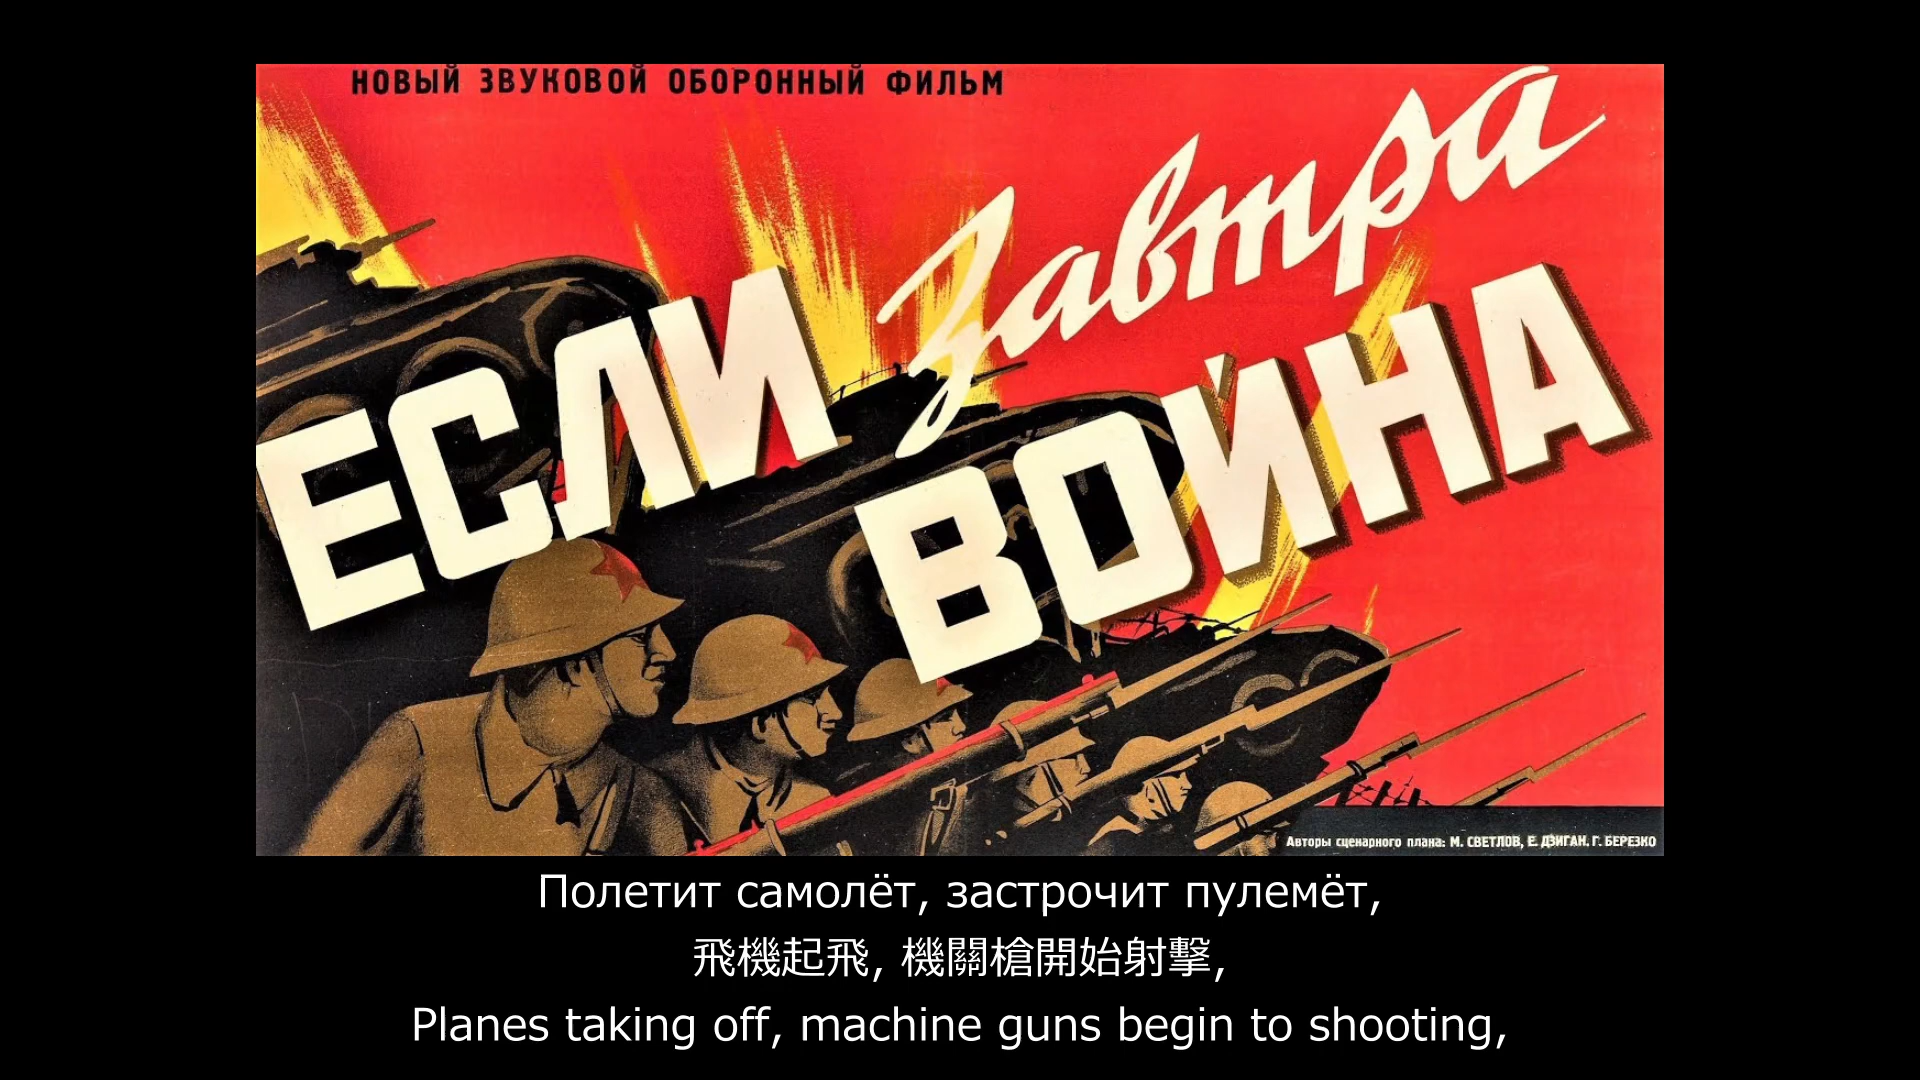 НОВЫЙ ЗВУКОВОЙ ОБОРОННЫЙ ФИЛЬМ
ЕСЛИ завтра
ВОЙНА
Авторы сценарного плана: М. СВЕТЛОВ, Е. ДЗИГАН, Г. БЕРЕЗКО
Полетит самолёт, застрочит пулемёт,
飛機起飛, 機關槍開始射擊,
Planes taking off, machine guns begin to shooting,